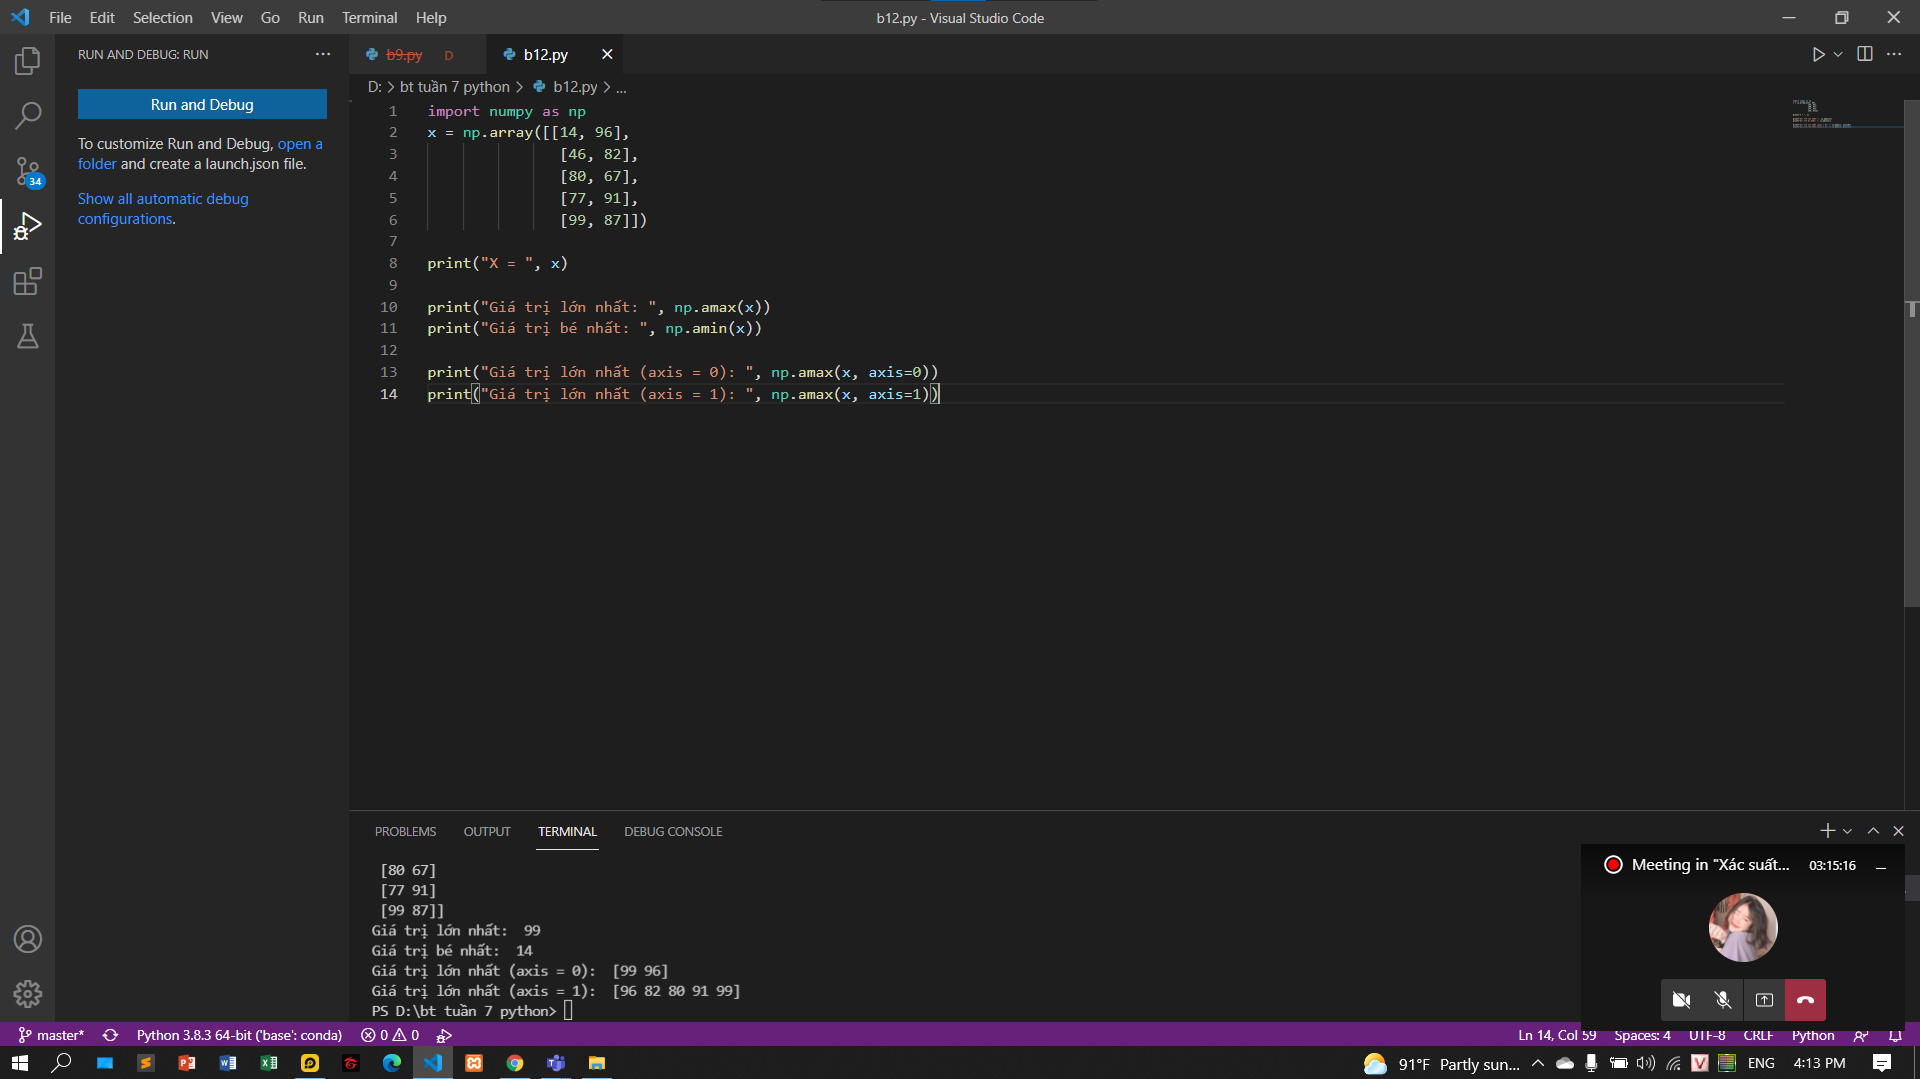 File Edit Selection View Go Run Terminal Help
b12.py - Visual Studio Code
RUN AND DEBUG: RUN
Run and Debug
To customize Run and Debug, open a
folder and create a launch.json file.
Show all automatic debug
configurations.
34
b9.py D
b12.py
D: > bt tuần 7 python > b12.py > ...
1 import numpy as np
2 x = np.array([[14, 96],
3 [46, 82],
4 [80, 67],
5 [77, 91],
6 [99, 87]])
7
8 print("X = ", x)
9
10 print("Giá trị lớn nhất: ", np.amax(x))
11 print("Giá trị bé nhất: ", np.amin(x))
12
13 print("Giá trị lớn nhất (axis = 0): ", np.amax(x, axis=0))
14 print("Giá trị lớn nhất (axis = 1): ", np.amax(x, axis=1))
PROBLEMS OUTPUT TERMINAL DEBUG CONSOLE
[80 67]
[77 91]
[99 87]]
Giá trị lớn nhất:  99
Giá trị bé nhất:  14
Giá trị lớn nhất (axis = 0):  [99 96]
Giá trị lớn nhất (axis = 1):  [96 82 80 91 99]
PS D:\bt tuần 7 python>
Meeting in "Xác suất... 03:15:16
master* Python 3.8.3 64-bit ('base': conda) 0 0
Ln 14, Col 59 Spaces: 4 UTF-8 CRLF Python
91°F Partly sun... ENG 4:13 PM